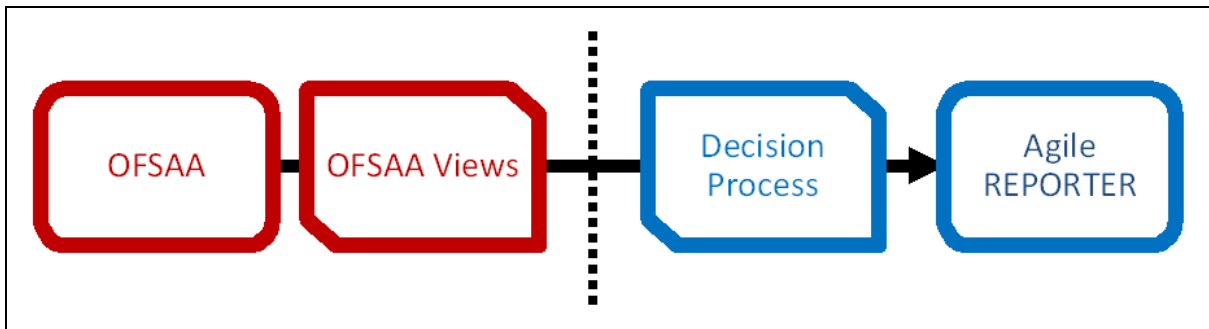 OFSAA
OFSAA Views
Decision
Process
Agile
REPORTER